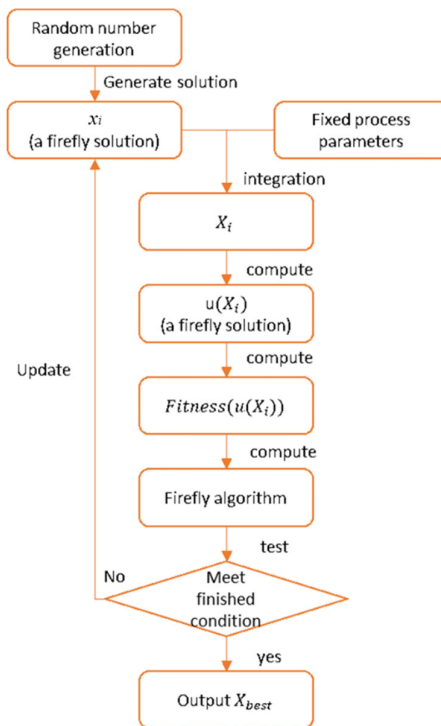 Random number
generation
Generate solution
xᵢ
(a firefly solution)
Fixed process
parameters
integration
Xᵢ
compute
u(Xᵢ)
(a firefly solution)
compute
Update
Fitness(u(Xᵢ))
compute
Firefly algorithm
test
No
Meet
finished
condition
yes
Output X_best